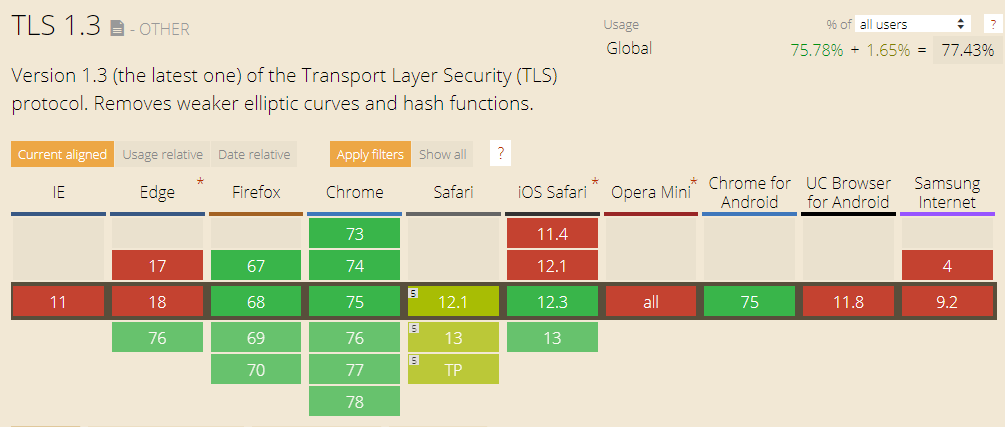 TLS 1.3 - OTHER
Usage % of all users ?
Global 75.78% + 1.65% = 77.43%
Version 1.3 (the latest one) of the Transport Layer Security (TLS)
protocol. Removes weaker elliptic curves and hash functions.
Current aligned Usage relative Date relative Apply filters Show all ?
IE Edge * Firefox Chrome Safari iOS Safari * Opera Mini * Chrome for Android UC Browser for Android Samsung Internet
73 11.4
17 67 74 12.1 4
11 18 68 75 5 12.1 12.3 all 75 11.8 9.2
76 69 76 5 13 13
70 77 5 TP
78